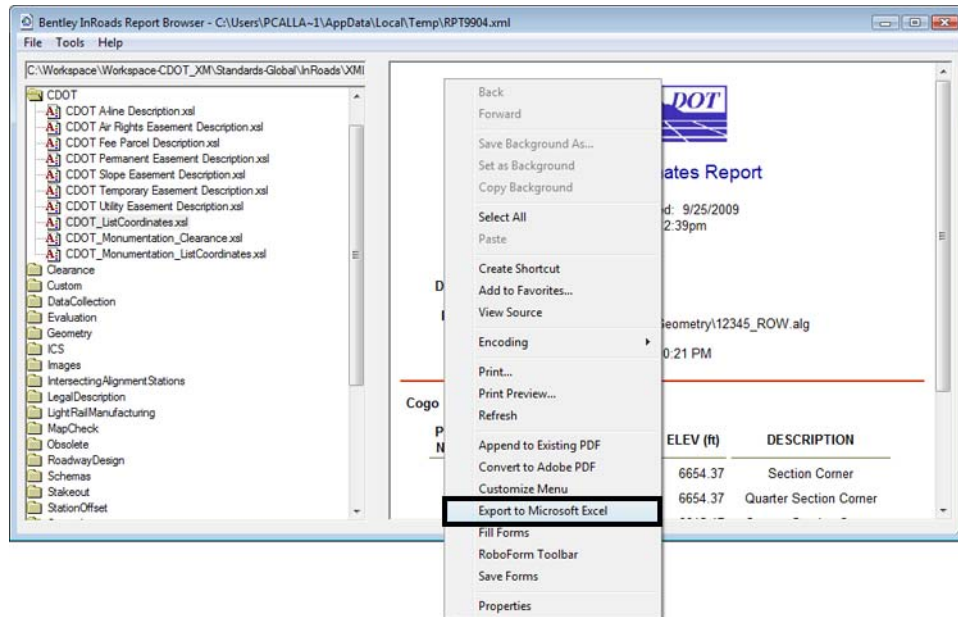 Bentley InRoads Report Browser - C:\Users\PCALLA~1\AppData\Local\Temp\RPT9904.xml
File Tools Help
C:\Workspace\Workspace-CDOT_XM\Standards-Global\InRoads\XMl
CDOT
CDOT A-line Description.xsl
CDOT Air Rights Easement Description.xsl
CDOT Fee Parcel Description.xsl
CDOT Permanent Easement Description.xsl
CDOT Slope Easement Description.xsl
CDOT Temporary Easement Description.xsl
CDOT Utility Easement Description.xsl
CDOT_ListCoordinates.xsl
CDOT_Monumentation_Clearance.xsl
CDOT_Monumentation_ListCoordinates.xsl
Clearance
Custom
DataCollection
Evaluation
Geometry
ICS
Images
IntersectingAlignmentStations
LegalDescription
LightRailManufacturing
MapCheck
Obsolete
RoadwayDesign
Schemas
Stakeout
StationOffset
Back
Forward
Save Background As...
Set as Background
Copy Background
Select All
Paste
Create Shortcut
Add to Favorites...
View Source
Encoding
Print...
Print Preview...
Refresh
Append to Existing PDF
Convert to Adobe PDF
Customize Menu
Export to Microsoft Excel
Fill Forms
RoboForm Toolbar
Save Forms
Properties
DOT
ates Report
d: 9/25/2009
2:39pm
D
eometry\12345_ROW.alg
0:21 PM
Cogo
P
N
ELEV (ft) DESCRIPTION
6654.37 Section Corner
6654.37 Quarter Section Corner